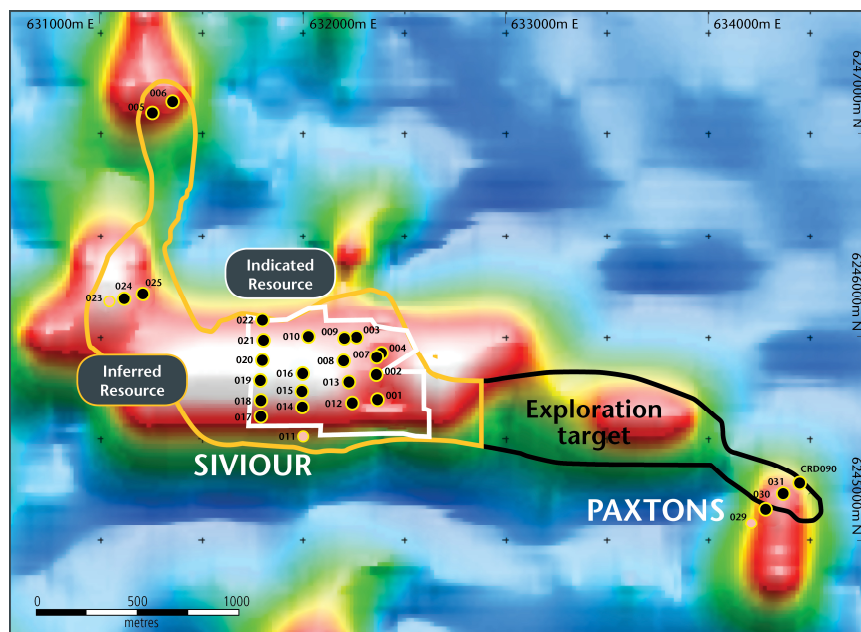 631000m E
632000m E
633000m E
634000m E
6247000m N
006
005
Indicated
Resource
6246000m N
023
024
025
022
010
009
003
021
004
007
020
008
002
016
019
013
Inferred
Resource
015
018
014
012
001
017
011
Exploration
target
SIVIOUR
CRD090
031
030
6245000m N
PAXTONS
029
0
500
1000
metres